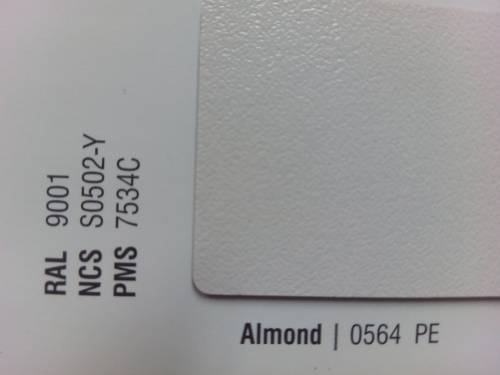 RAL 9001
NCS S0502-Y
PMS 7534C
Almond | 0564 PE